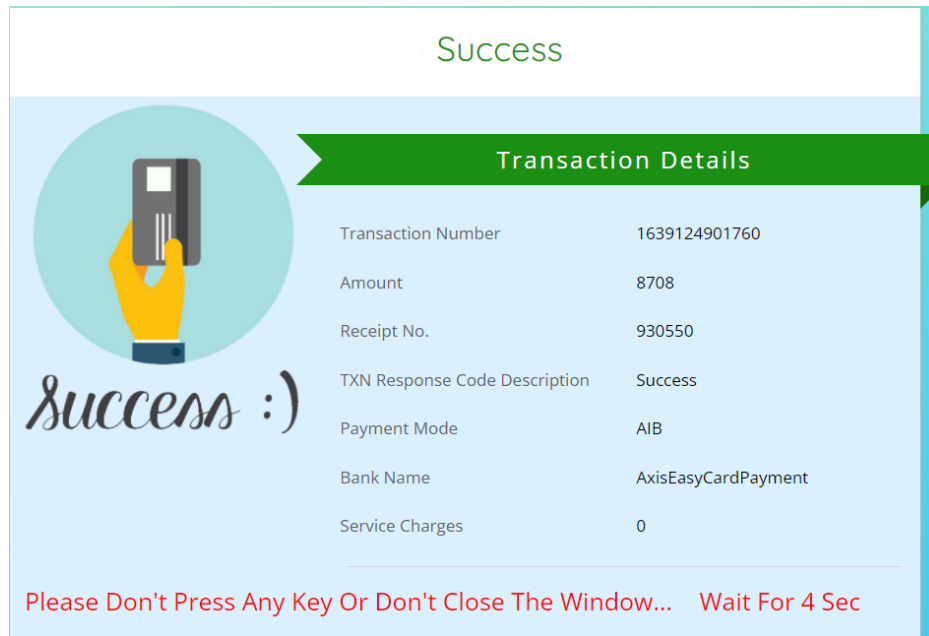 Success
Transaction Details
Transaction Number 1639124901760
Amount 8708
Receipt No. 930550
TXN Response Code Description Success
Payment Mode AIB
Bank Name AxisEasyCardPayment
Service Charges 0
Success :)
Please Don't Press Any Key Or Don't Close The Window... Wait For 4 Sec